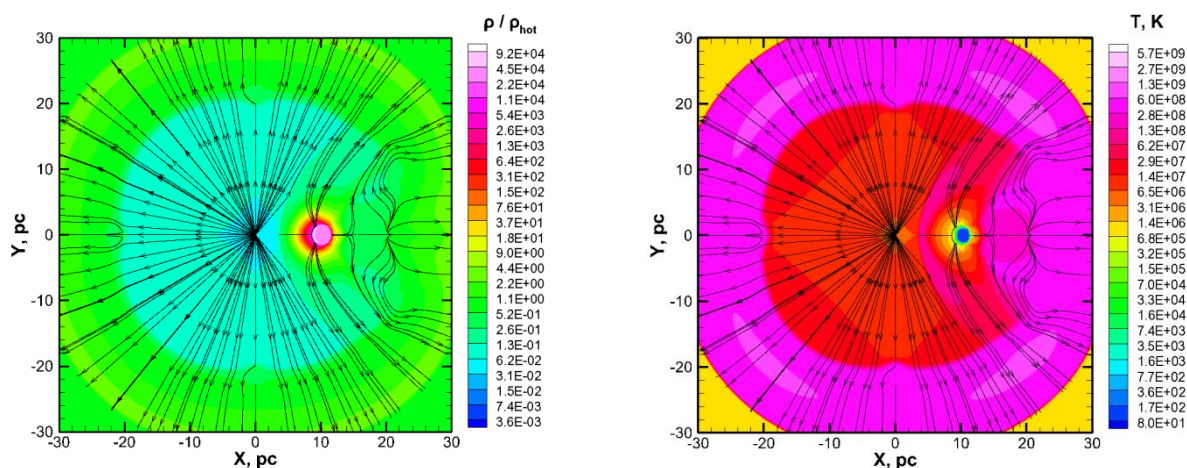 ρ / ρhot
30
20
10
0
-10
-20
-30
Y, pc
-30 -20 -10 0 10 20 30
X, pc
9.2E+04
4.5E+04
2.2E+04
1.1E+04
5.4E+03
2.6E+03
1.3E+03
6.4E+02
3.1E+02
1.5E+02
7.6E+01
3.7E+01
1.8E+01
9.0E+00
4.4E+00
2.2E+00
1.1E+00
5.2E-01
2.6E-01
1.3E-01
6.2E-02
3.1E-02
1.5E-02
7.4E-03
3.6E-03
T, K
30
20
10
0
-10
-20
-30
Y, pc
-30 -20 -10 0 10 20 30
X, pc
5.7E+09
2.7E+09
1.3E+09
6.0E+08
2.8E+08
1.3E+08
6.2E+07
2.9E+07
1.4E+07
6.5E+06
3.1E+06
1.4E+06
6.8E+05
3.2E+05
1.5E+05
7.0E+04
3.3E+04
1.6E+04
7.4E+03
3.5E+03
1.6E+03
7.7E+02
3.6E+02
1.7E+02
8.0E+01